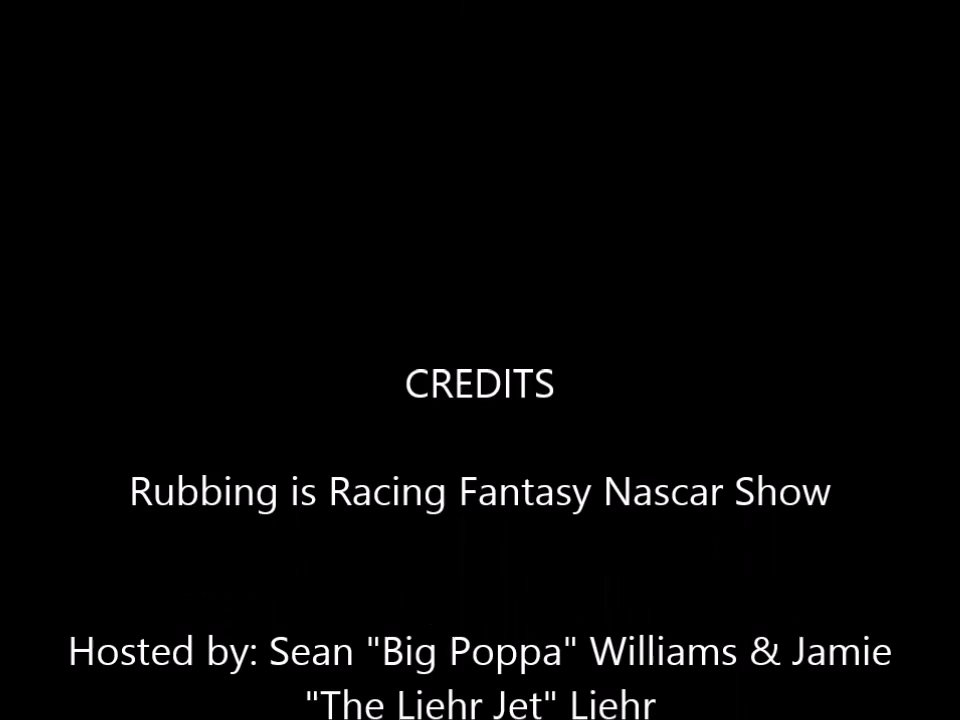 CREDITS
Rubbing is Racing Fantasy Nascar Show
Hosted by: Sean "Big Poppa" Williams & Jamie
"The Liehr Jet" Liehr